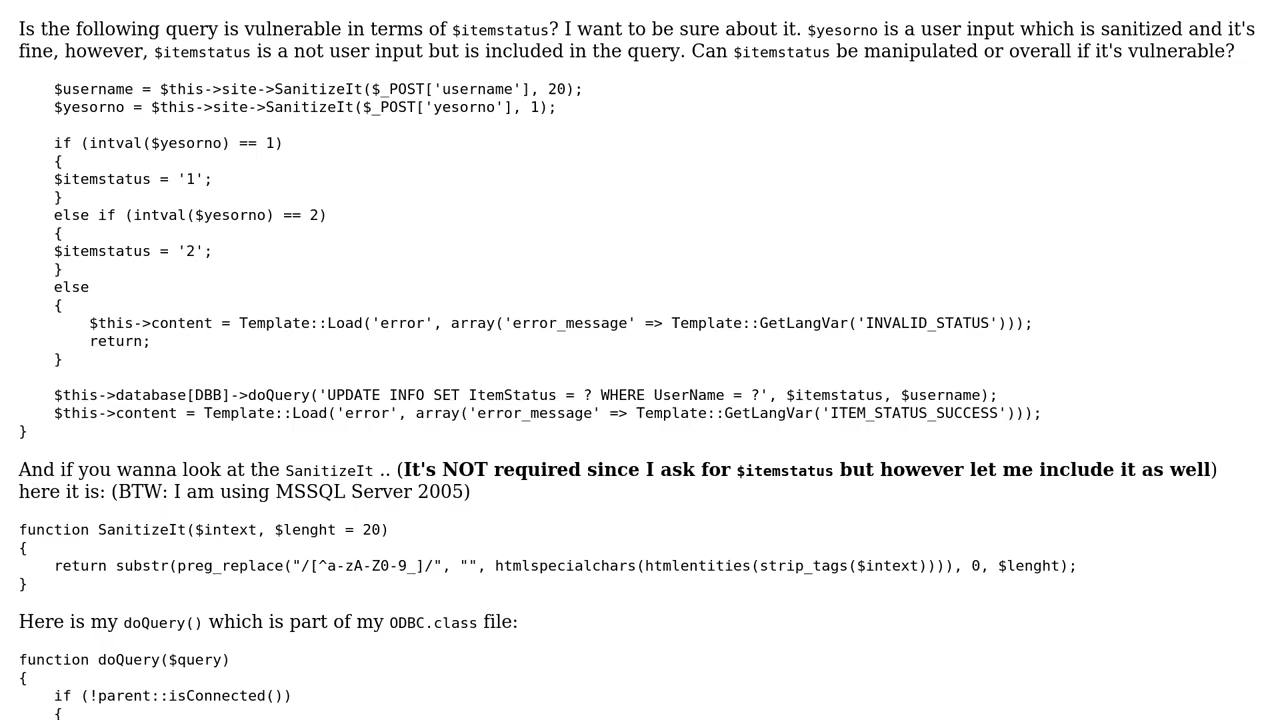 Is the following query is vulnerable in terms of $itemstatus? I want to be sure about it. $yesorno is a user input which is sanitized and it's
fine, however, $itemstatus is a not user input but is included in the query. Can $itemstatus be manipulated or overall if it's vulnerable?
$username = $this->site->SanitizeIt($_POST['username'], 20);
$yesorno = $this->site->SanitizeIt($_POST['yesorno'], 1);
if (intval($yesorno) == 1)
{
$itemstatus = '1';
}
else if (intval($yesorno) == 2)
{
$itemstatus = '2';
}
else
{
$this->content = Template::Load('error', array('error_message' => Template::GetLangVar('INVALID_STATUS')));
return;
}
$this->database[DBB]->doQuery('UPDATE INFO SET ItemStatus = ? WHERE UserName = ?', $itemstatus, $username);
$this->content = Template::Load('error', array('error_message' => Template::GetLangVar('ITEM_STATUS_SUCCESS')));
}
And if you wanna look at the SanitizeIt .. (It's NOT required since I ask for $itemstatus but however let me include it as well)
here it is: (BTW: I am using MSSQL Server 2005)
function SanitizeIt($intext, $lenght = 20)
{
return substr(preg_replace("/[^a-zA-Z0-9_]/", "", htmlspecialchars(htmlentities(strip_tags($intext)))), 0, $lenght);
}
Here is my doQuery() which is part of my ODBC.class file:
function doQuery($query)
{
if (!parent::isConnected())
{